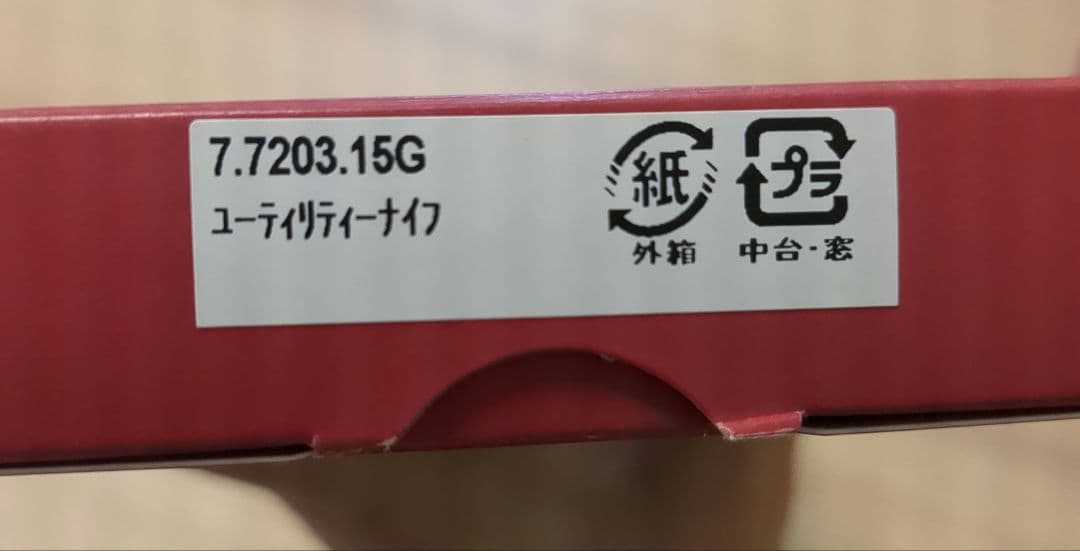 7.7203.15G
ﾕｰﾃｨﾘﾃｨｰﾅｲﾌ
紙
外箱
プラ
中台・窓